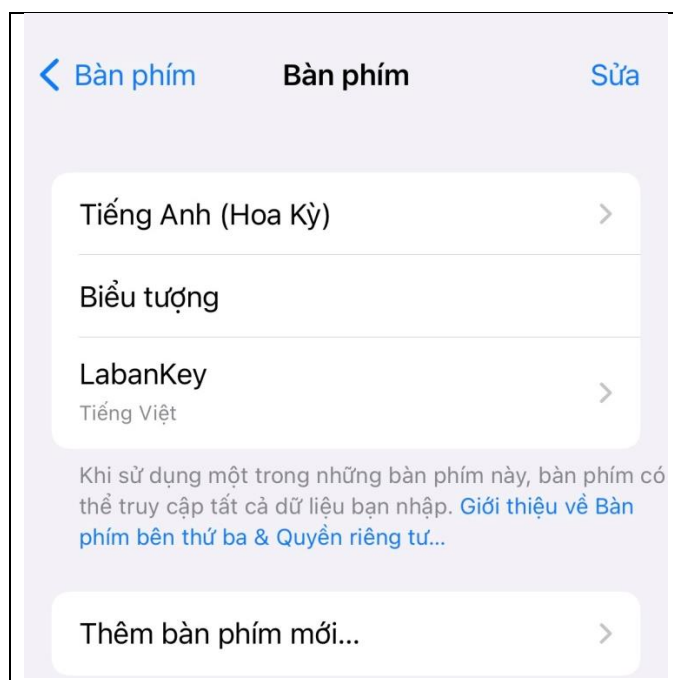 Bàn phím
Bàn phím
Sửa
Tiếng Anh (Hoa Kỳ)
Biểu tượng
LabanKey
Tiếng Việt
Khi sử dụng một trong những bàn phím này, bàn phím có
thể truy cập tất cả dữ liệu bạn nhập. Giới thiệu về Bàn
phím bên thứ ba & Quyền riêng tư...
Thêm bàn phím mới...